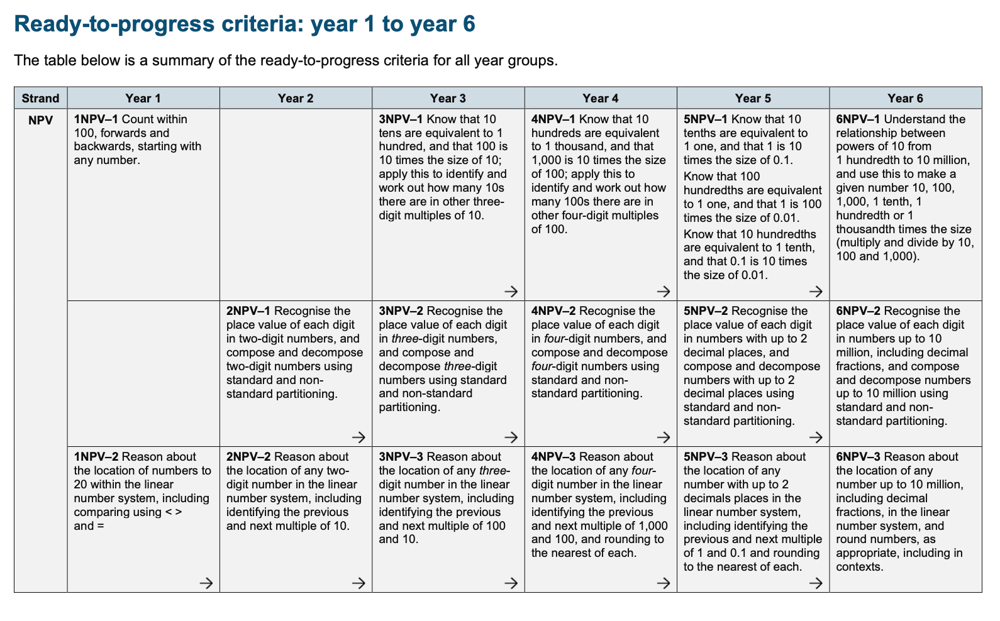 Ready-to-progress criteria: year 1 to year 6
The table below is a summary of the ready-to-progress criteria for all year groups.
Strand
Year 1
Year 2
Year 3
Year 4
Year 5
Year 6
NPV
1NPV–1 Count within
100, forwards and
backwards, starting with
any number.
3NPV–1 Know that 10
tens are equivalent to 1
hundred, and that 100 is
10 times the size of 10;
apply this to identify and
work out how many 10s
there are in other three-
digit multiples of 10.
→
4NPV–1 Know that 10
hundreds are equivalent
to 1 thousand, and that
1,000 is 10 times the size
of 100; apply this to
identify and work out how
many 100s there are in
other four-digit multiples
of 100.
→
5NPV–1 Know that 10
tenths are equivalent to
1 one, and that 1 is 10
times the size of 0.1.
Know that 100
hundredths are equivalent
to 1 one, and that 1 is 100
times the size of 0.01.
Know that 10 hundredths
are equivalent to 1 tenth,
and that 0.1 is 10 times
the size of 0.01.
→
6NPV–1 Understand the
relationship between
powers of 10 from
1 hundredth to 10 million,
and use this to make a
given number 10, 100,
1,000, 1 tenth, 1
hundredth or 1
thousandth times the size
(multiply and divide by 10,
100 and 1,000).
2NPV–1 Recognise the
place value of each digit
in two-digit numbers, and
compose and decompose
two-digit numbers using
standard and non-
standard partitioning.
→
3NPV–2 Recognise the
place value of each digit
in three-digit numbers,
and compose and
decompose three-digit
numbers using standard
and non-standard
partitioning.
→
4NPV–2 Recognise the
place value of each digit
in four-digit numbers, and
compose and decompose
four-digit numbers using
standard and non-
standard partitioning.
→
5NPV–2 Recognise the
place value of each digit
in numbers with up to 2
decimal places, and
compose and decompose
numbers with up to 2
decimal places using
standard and non-
standard partitioning.
→
6NPV–2 Recognise the
place value of each digit
in numbers up to 10
million, including decimal
fractions, and compose
and decompose numbers
up to 10 million using
standard and non-
standard partitioning.
1NPV–2 Reason about
the location of numbers to
20 within the linear
number system, including
comparing using < >
and =
→
2NPV–2 Reason about
the location of any two-
digit number in the linear
number system, including
identifying the previous
and next multiple of 10.
→
3NPV–3 Reason about
the location of any three-
digit number in the linear
number system, including
identifying the previous
and next multiple of 100
and 10.
→
4NPV–3 Reason about
the location of any four-
digit number in the linear
number system, including
identifying the previous
and next multiple of 1,000
and 100, and rounding to
the nearest of each.
→
5NPV–3 Reason about
the location of any
number with up to 2
decimals places in the
linear number system,
including identifying the
previous and next multiple
of 1 and 0.1 and rounding
to the nearest of each.
→
6NPV–3 Reason about
the location of any
number up to 10 million,
including decimal
fractions, in the linear
number system, and
round numbers, as
appropriate, including in
contexts.